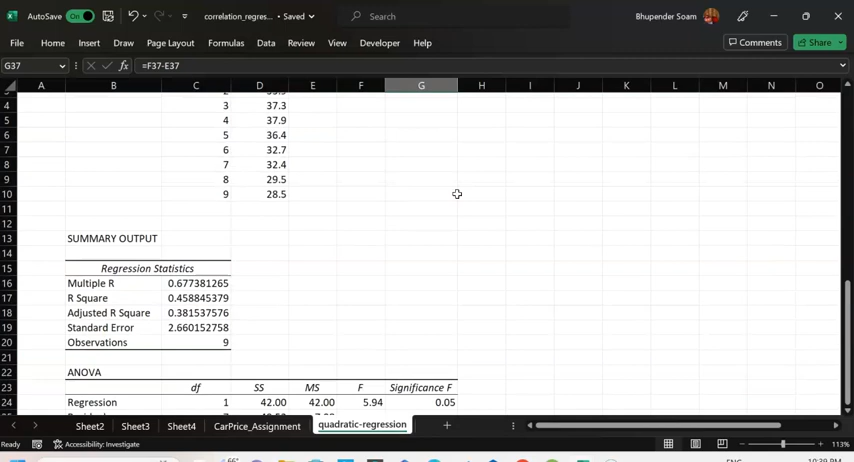 AutoSave On correlation_regres... • Saved Search Bhupender Soam
File Home Insert Draw Page Layout Formulas Data Review View Developer Help Comments Share
G37 fx =F37-E37
A B C D E F G H I J K L M N O
4 3 37.3
5 4 37.9
6 5 36.4
7 6 32.7
8 7 32.4
9 8 29.5
10 9 28.5
11
12
13 SUMMARY OUTPUT
14
15 Regression Statistics
16 Multiple R 0.677381265
17 R Square 0.458845379
18 Adjusted R Square 0.381537576
19 Standard Error 2.660152758
20 Observations 9
21
22 ANOVA
23 df SS MS F Significance F
24 Regression 1 42.00 42.00 5.94 0.05
Sheet2 Sheet3 Sheet4 CarPrice_Assignment quadratic-regression
Ready Accessibility: Investigate 113%